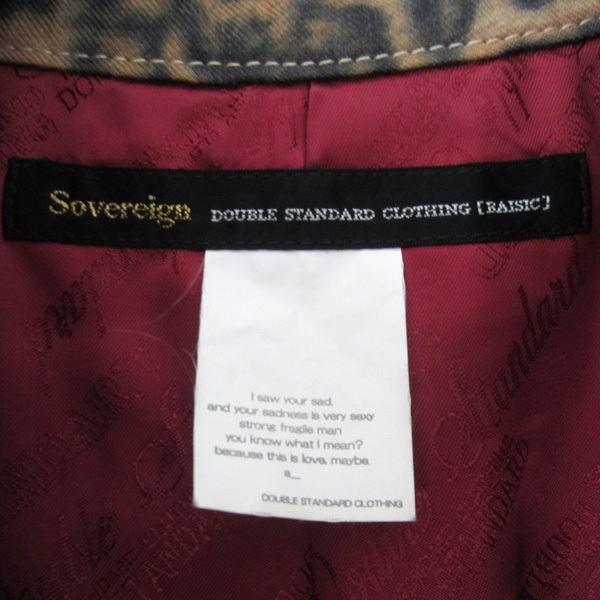 Sovereign DOUBLE STANDARD CLOTHING [BAISIC]
I saw your sad.
and your sadness is very sexy
strong fragile man
you know what I mean?
because this is love, maybe.
a__
DOUBLE STANDARD CLOTHING